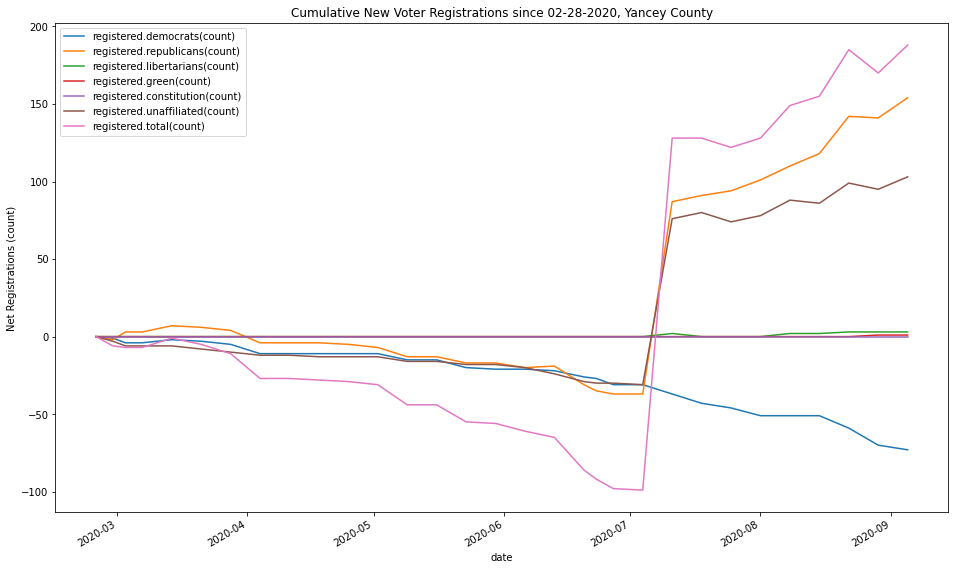 Cumulative New Voter Registrations since 02-28-2020, Yancey County
registered.democrats(count)
registered.republicans(count)
registered.libertarians(count)
registered.green(count)
registered.constitution(count)
registered.unaffiliated(count)
registered.total(count)
Net Registrations (count)
200
150
100
50
0
−50
−100
2020-03
2020-04
2020-05
2020-06
2020-07
2020-08
2020-09
date